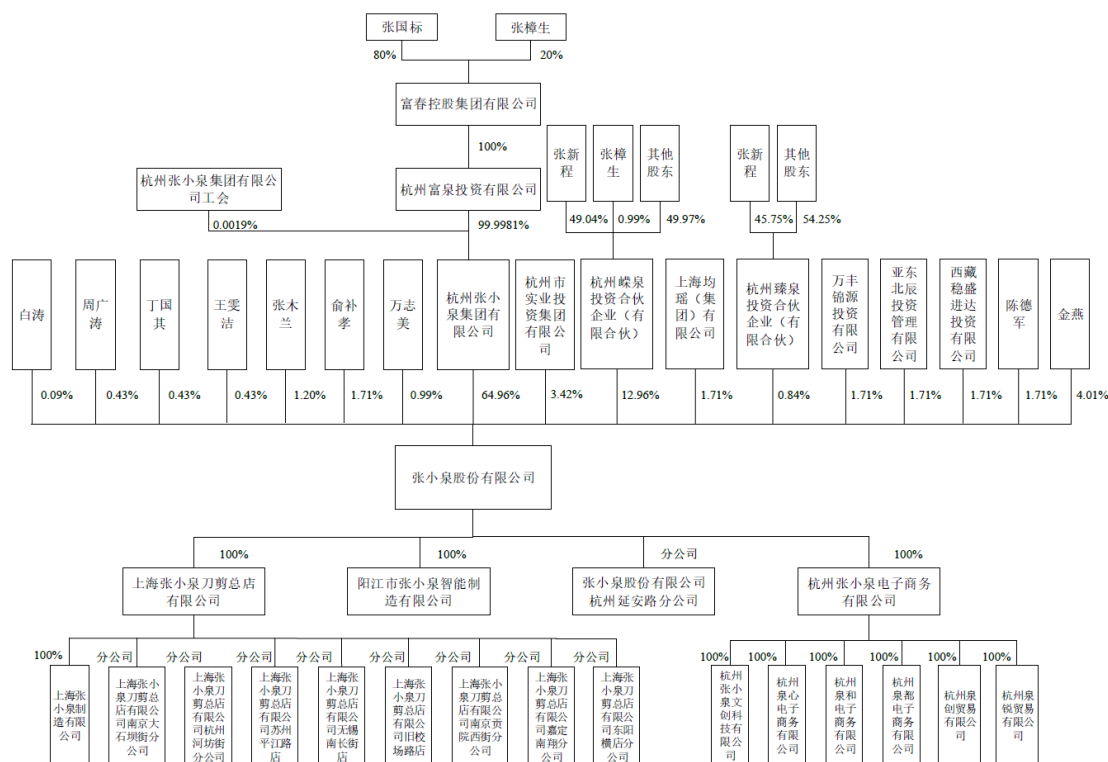 张国标
张樟生
80%
20%
富春控股集团有限公司
100%
杭州张小泉集团有限公
司工会
杭州富泉投资有限公司
张新
程
张樟
生
其他
股东
张新
程
其他
股东
0.0019%
99.9981%
49.04%
0.99%
49.97%
45.75%
54.25%
白涛
周广
涛
丁国
其
王雯
洁
张木
兰
俞补
孝
万志
美
杭州张小
泉集团有
限公司
杭州市
实业投
资集团
有限公
司
杭州嵘泉
投资合伙
企业（有
限合伙）
上海均
瑶（集
团）有
限公司
杭州臻泉
投资合伙
企业（有
限合伙）
万丰
锦源
投资
有限
公司
亚东
北辰
投资
管理
有限
公司
西藏
稳盛
进达
投资
有限
公司
陈德
军
金燕
0.09%
0.43%
0.43%
0.43%
1.20%
1.71%
0.99%
64.96%
3.42%
12.96%
1.71%
0.84%
1.71%
1.71%
1.71%
1.71%
4.01%
张小泉股份有限公司
100%
100%
分公司
100%
上海张小泉刀剪总店
有限公司
阳江市张小泉智能制
造有限公司
张小泉股份有限公司
杭州延安路分公司
杭州张小泉电子商务
有限公司
100%
分公司
分公司
分公司
分公司
分公司
分公司
分公司
分公司
100%
100%
100%
100%
100%
100%
上海张
小泉制
造有限
公司
上海张小
泉刀剪总
店有限公
司南京大
石坝街分
公司
上海张
小泉刀
剪总店
有限公
司杭州
河坊街
分公司
上海张
小泉刀
剪总店
有限公
司苏州
平江路
店
上海张
小泉刀
剪总店
有限公
司无锡
南长街
店
上海张
小泉刀
剪总店
有限公
司旧校
场路店
上海张小
泉刀剪总
店有限公
司南京贡
院西街分
公司
上海张
小泉刀
剪总店
有限公
司嘉定
南翔分
公司
上海张小
泉刀剪总
店有限公
司东阳
横店分公
司
杭州
张小
泉文
创科
技有
限公
司
杭州
泉心
电子
商务
有限
公司
杭州
泉和
电子
商务
有限
公司
杭州
泉都
电子
商务
有限
公司
杭州泉
创贸易
有限公
司
杭州泉
锐贸易
有限公
司